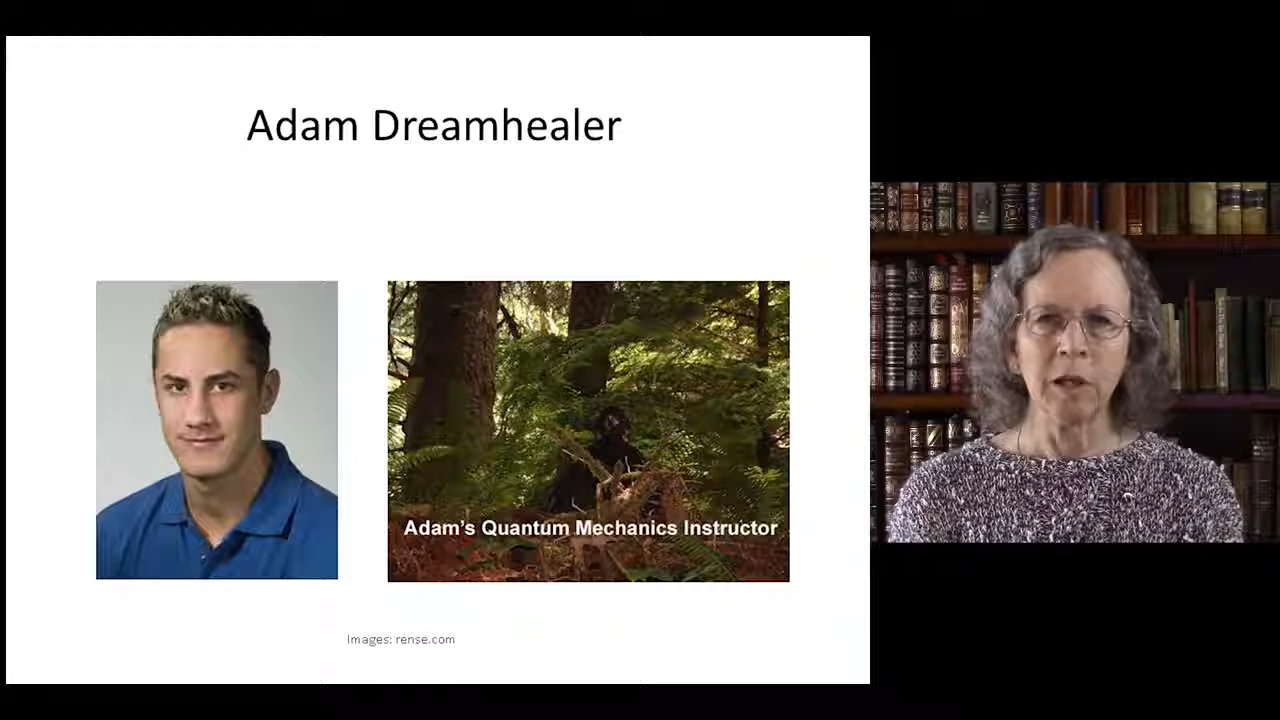 Adam Dreamhealer
Adam's Quantum Mechanics Instructor
Images: rense.com